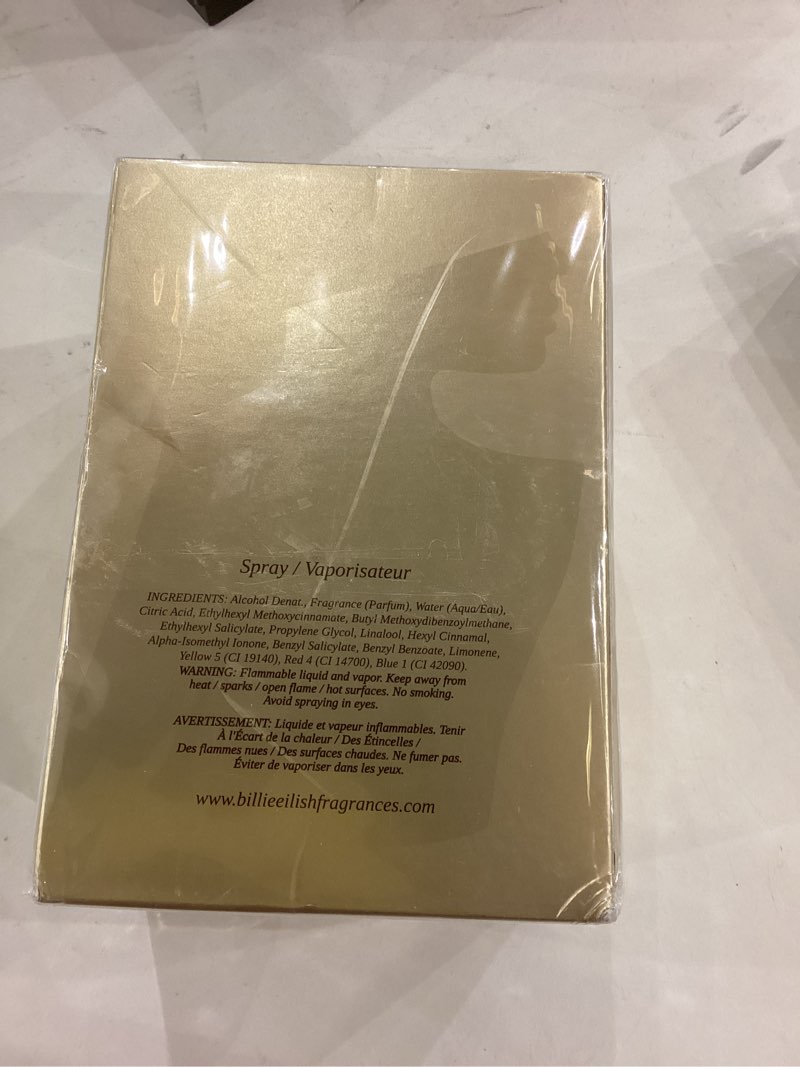 Spray / Vaporisateur
INGREDIENTS: Alcohol Denat., Fragrance (Parfum), Water (Aqua/Eau),
Citric Acid, Ethylhexyl Methoxycinnamate, Butyl Methoxydibenzoylmethane,
Ethylhexyl Salicylate, Propylene Glycol, Linalool, Hexyl Cinnamal,
Alpha-Isomethyl Ionone, Benzyl Salicylate, Benzyl Benzoate, Limonene,
Yellow 5 (CI 19140), Red 4 (CI 14700), Blue 1 (CI 42090).
WARNING: Flammable liquid and vapor. Keep away from
heat / sparks / open flame / hot surfaces. No smoking.
Avoid spraying in eyes.
AVERTISSEMENT: Liquide et vapeur inflammables. Tenir
À l'Écart de la chaleur / Des Étincelles /
Des flammes nues / Des surfaces chaudes. Ne fumer pas.
Éviter de vaporiser dans les yeux.
www.billieeilishfragrances.com